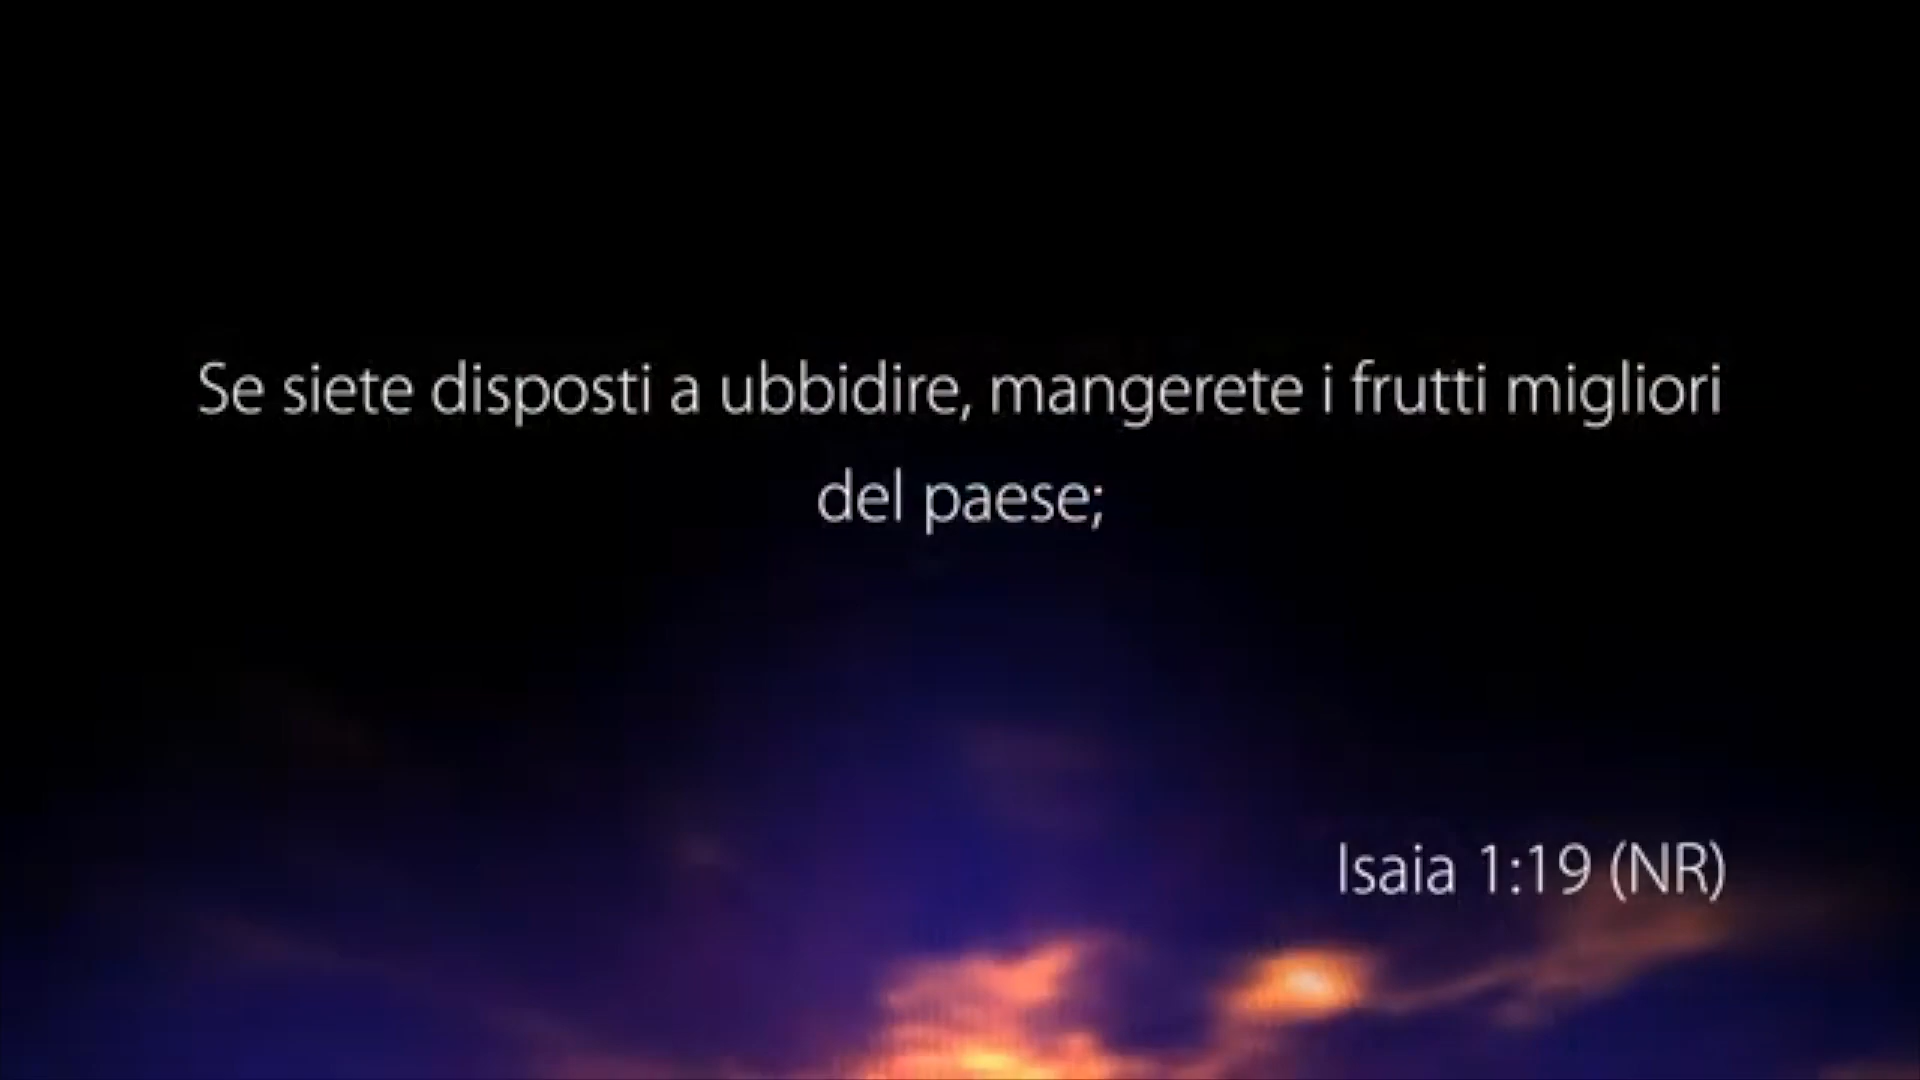 Se siete disposti a ubbidire, mangerete i frutti migliori
del paese;
Isaia 1:19 (NR)